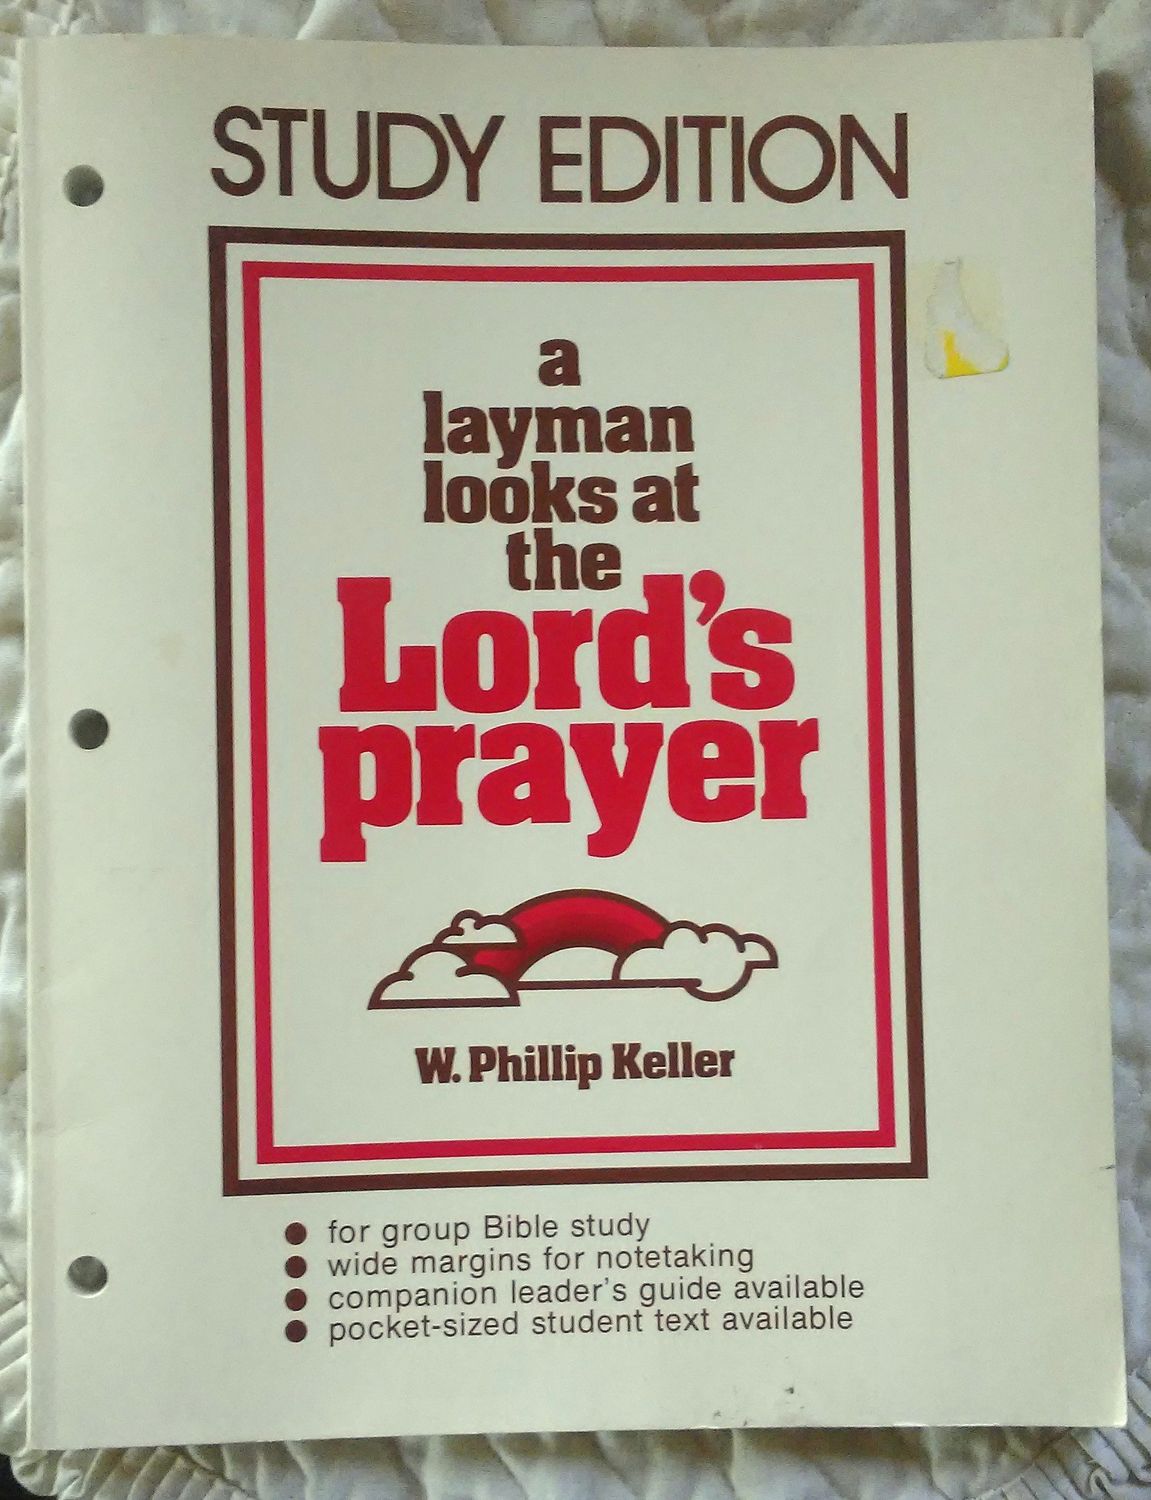 STUDY EDITION
a
layman
looks at
the
Lord's
prayer
W. Phillip Keller
● for group Bible study
● wide margins for notetaking
● companion leader's guide available
● pocket-sized student text available